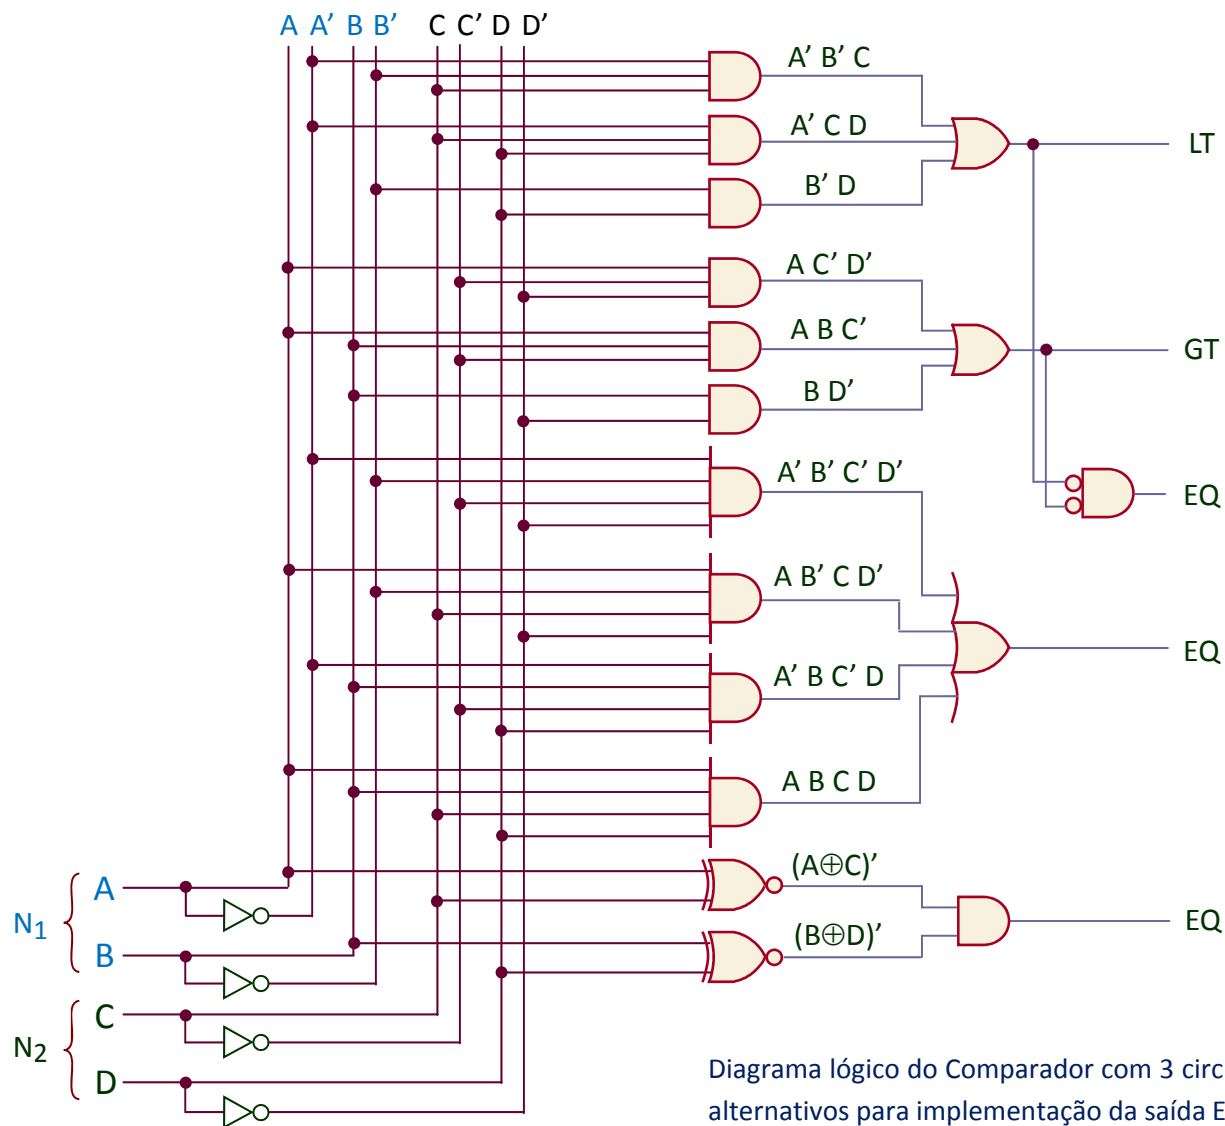 A A’ B B’ C C’ D D’
A’ B’ C
A’ C D
LT
B’ D
A C’ D’
A B C’
GT
B D’
A’ B’ C’ D’
EQ
A B’ C D’
EQ
A’ B C’ D
A B C D
(A⊕C)’
N1
A
B
(B⊕D)’
EQ
N2
C
D
Diagrama lógico do Comparador com 3 circ
alternativos para implementação da saída E